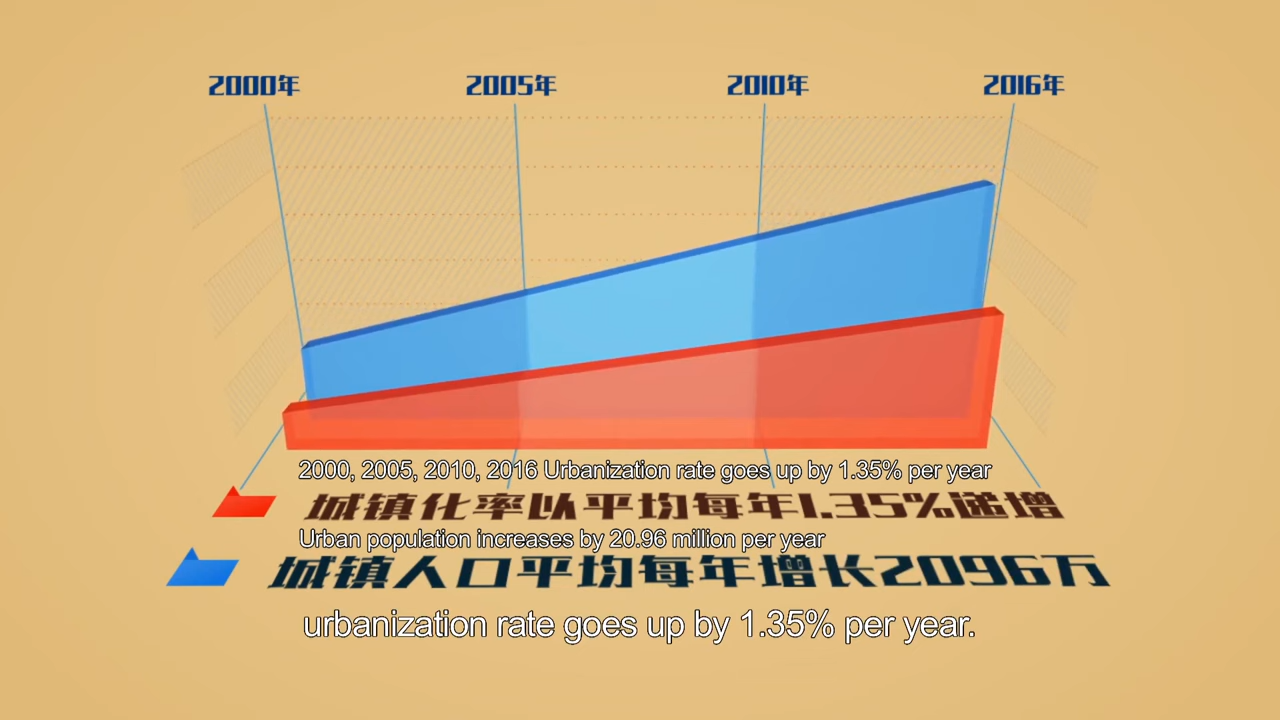 2000年 2005年 2010年 2016年
2000, 2005, 2010, 2016 Urbanization rate goes up by 1.35% per year
城镇化率以平均每年1.35%递增
Urban population increases by 20.96 million per year
城镇人口平均每年增长2096万
urbanization rate goes up by 1.35% per year.